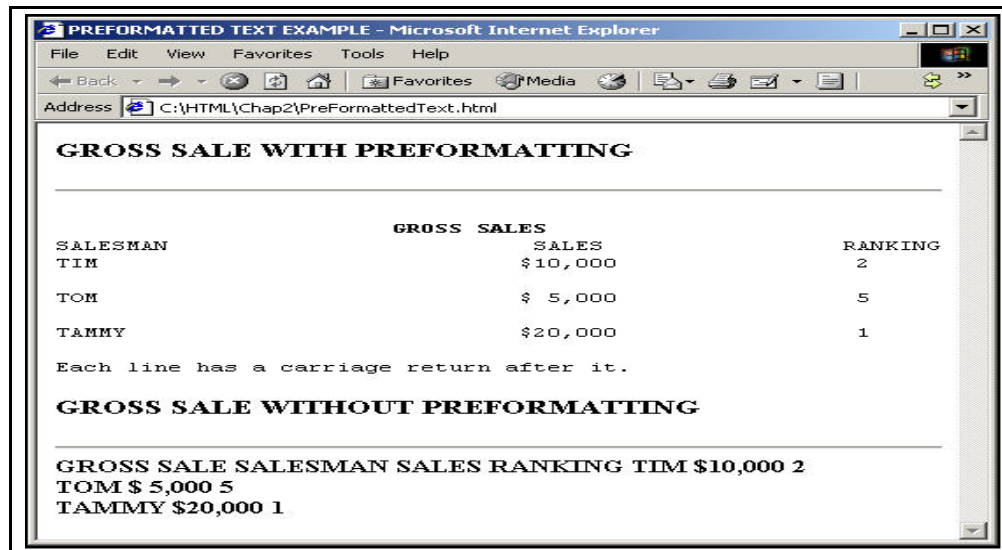 PREFORMATTED TEXT EXAMPLE - Microsoft Internet Explorer
File Edit View Favorites Tools Help
Back Favorites Media »
Address C:\HTML\Chap2\PreFormattedText.html
GROSS SALE WITH PREFORMATTING
GROSS SALES
SALESMAN SALES RANKING
TIM $10,000 2
TOM $ 5,000 5
TAMMY $20,000 1
Each line has a carriage return after it.
GROSS SALE WITHOUT PREFORMATTING
GROSS SALE SALESMAN SALES RANKING TIM $10,000 2
TOM $ 5,000 5
TAMMY $20,000 1